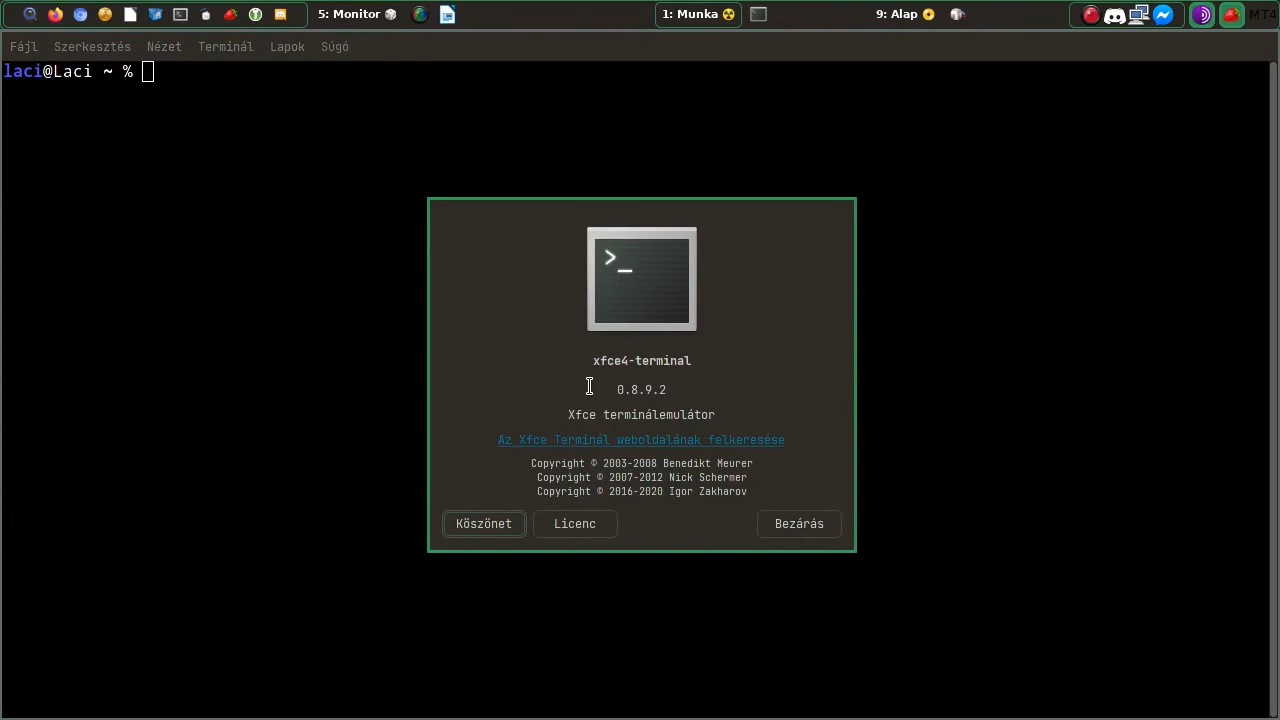 5: Monitor
1: Munka
9: Alap
MT4
Fájl Szerkesztés Nézet Terminál Lapok Súgó
laci@Laci ~ %
>_
xfce4-terminal
0.8.9.2
Xfce terminálemulátor
Az Xfce Terminál weboldalának felkeresése
Copyright © 2003-2008 Benedikt Meurer
Copyright © 2007-2012 Nick Schermer
Copyright © 2016-2020 Igor Zakharov
Köszönet Licenc Bezárás